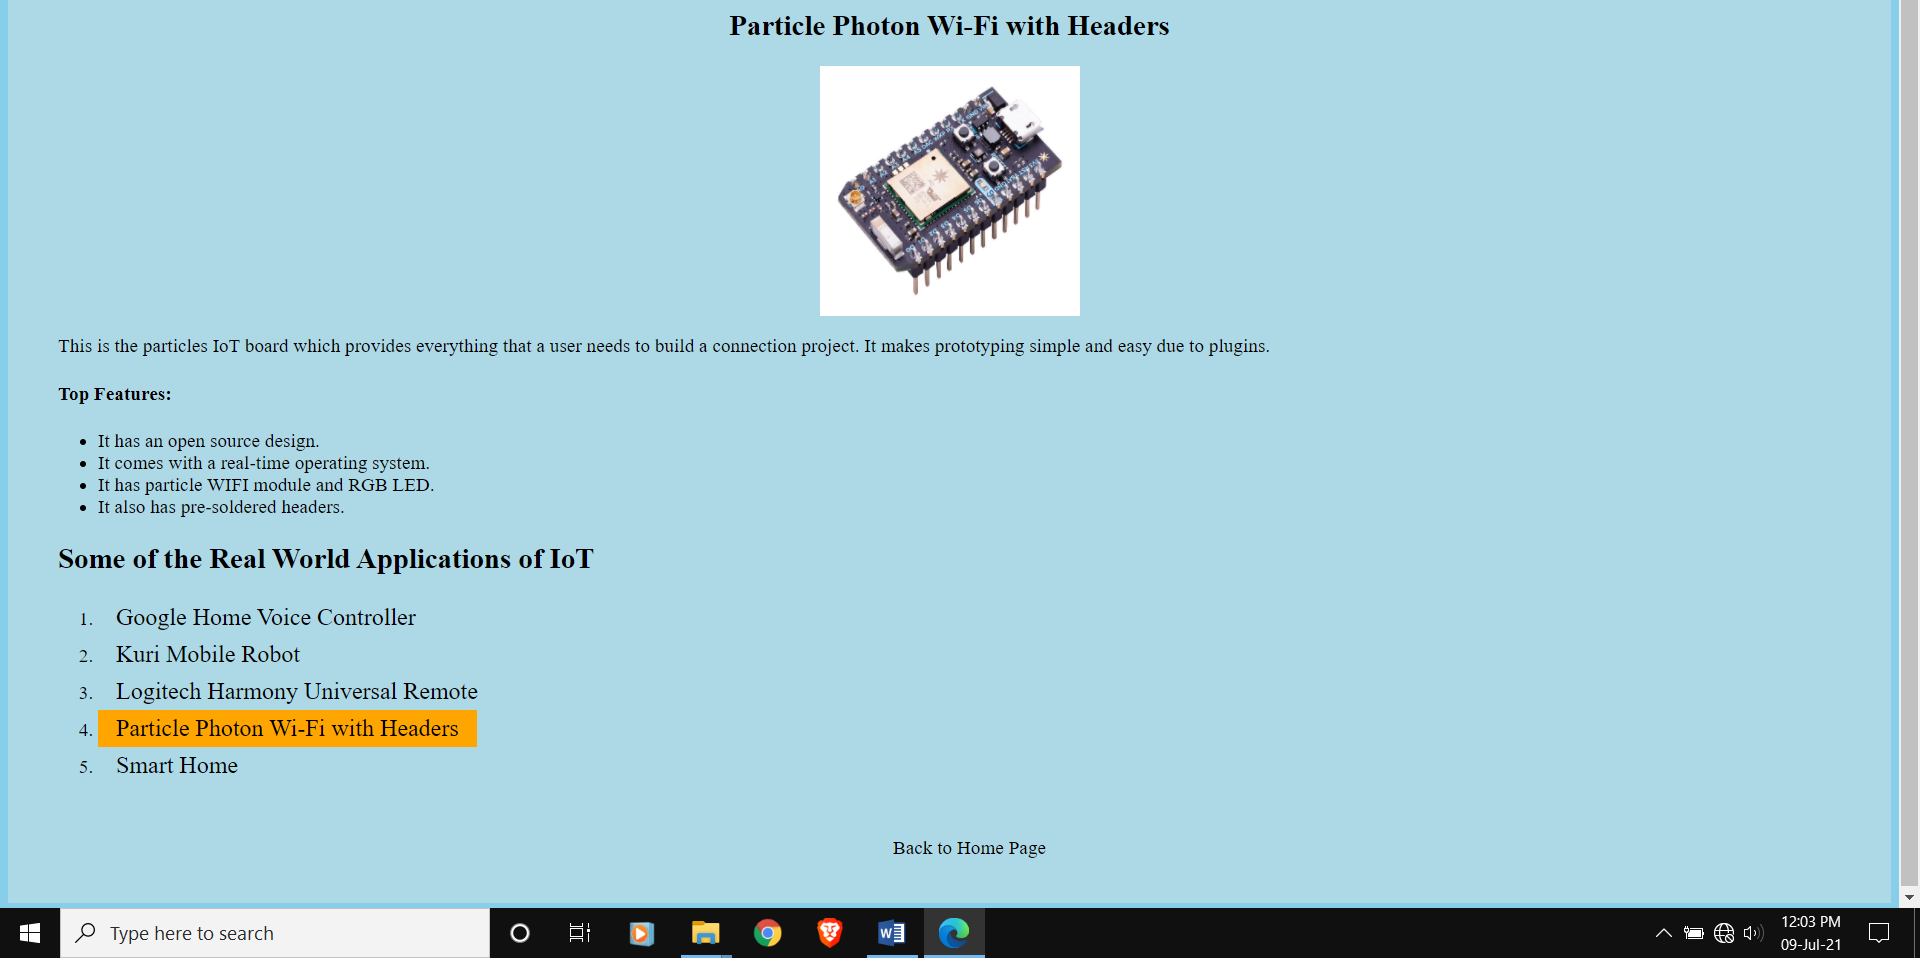 Particle Photon Wi-Fi with Headers
This is the particles IoT board which provides everything that a user needs to build a connection project. It makes prototyping simple and easy due to plugins.
Top Features:
It has an open source design.
It comes with a real-time operating system.
It has particle WIFI module and RGB LED.
It also has pre-soldered headers.
Some of the Real World Applications of IoT
1. Google Home Voice Controller
2. Kuri Mobile Robot
3. Logitech Harmony Universal Remote
4. Particle Photon Wi-Fi with Headers
5. Smart Home
Back to Home Page
Type here to search
W
12:03 PM
09-Jul-21